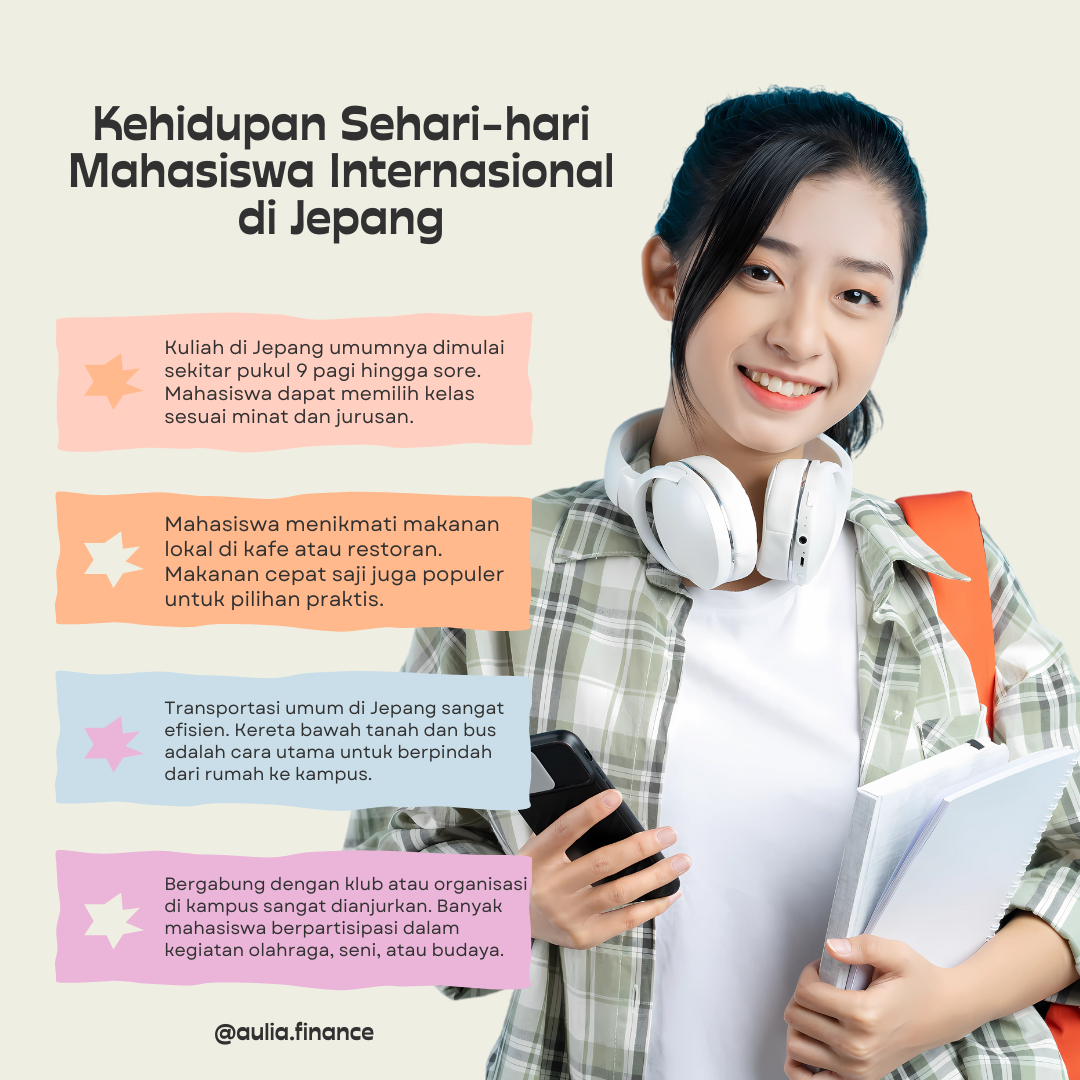 Kehidupan Sehari-hari
Mahasiswa Internasional
di Jepang
Kuliah di Jepang umumnya dimulai
sekitar pukul 9 pagi hingga sore.
Mahasiswa dapat memilih kelas
sesuai minat dan jurusan.
Mahasiswa menikmati makanan
lokal di kafe atau restoran.
Makanan cepat saji juga populer
untuk pilihan praktis.
Transportasi umum di Jepang sangat
efisien. Kereta bawah tanah dan bus
adalah cara utama untuk berpindah
dari rumah ke kampus.
Bergabung dengan klub atau organisasi
di kampus sangat dianjurkan. Banyak
mahasiswa berpartisipasi dalam
kegiatan olahraga, seni, atau budaya.
@aulia.finance